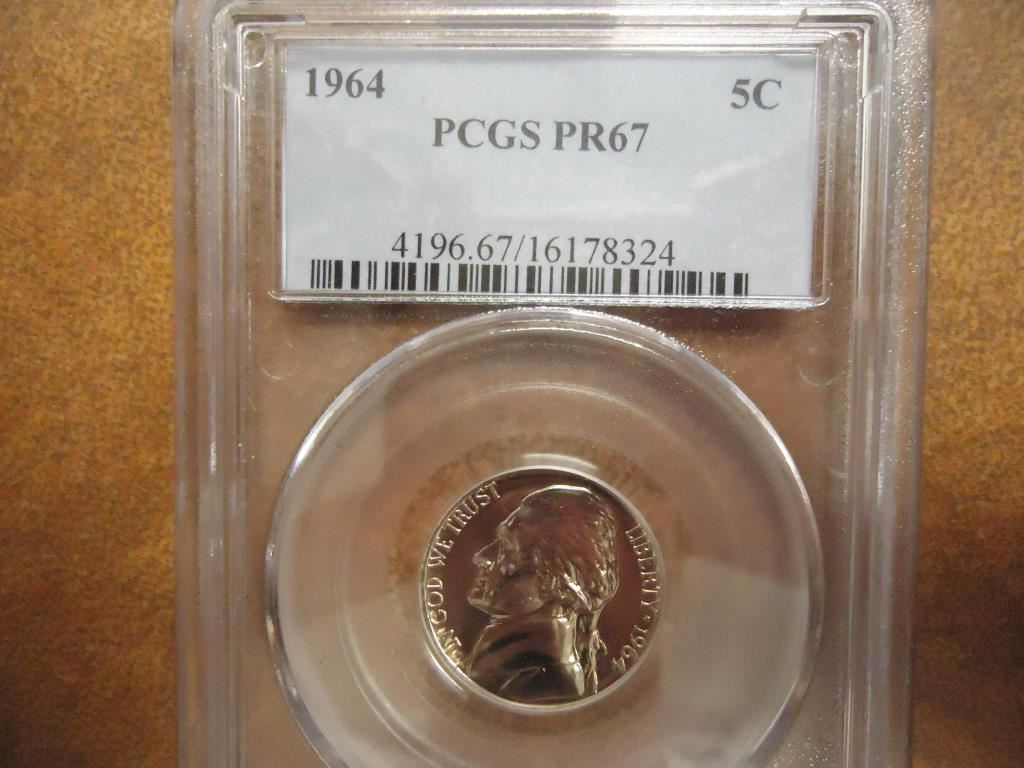 1964 5C
PCGS PR67
4196.67/16178324
IN GOD WE TRUST
LIBERTY ★ 1964